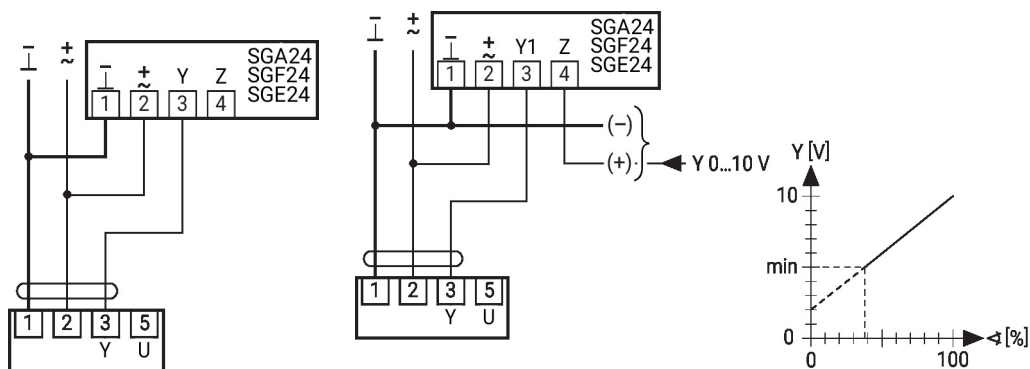 − +
⊥ ~
SGA24
SGF24
SGE24
− + Y Z
⊥ ~
1 2 3 4
1 2 3 5
Y U
− +
⊥ ~
SGA24
SGF24
SGE24
− + Y1 Z
⊥ ~
1 2 3 4
(−)
(+) Y 0...10 V
1 2 3 5
Y U
Y [V]
10
min
0
0 100
∢ [%]